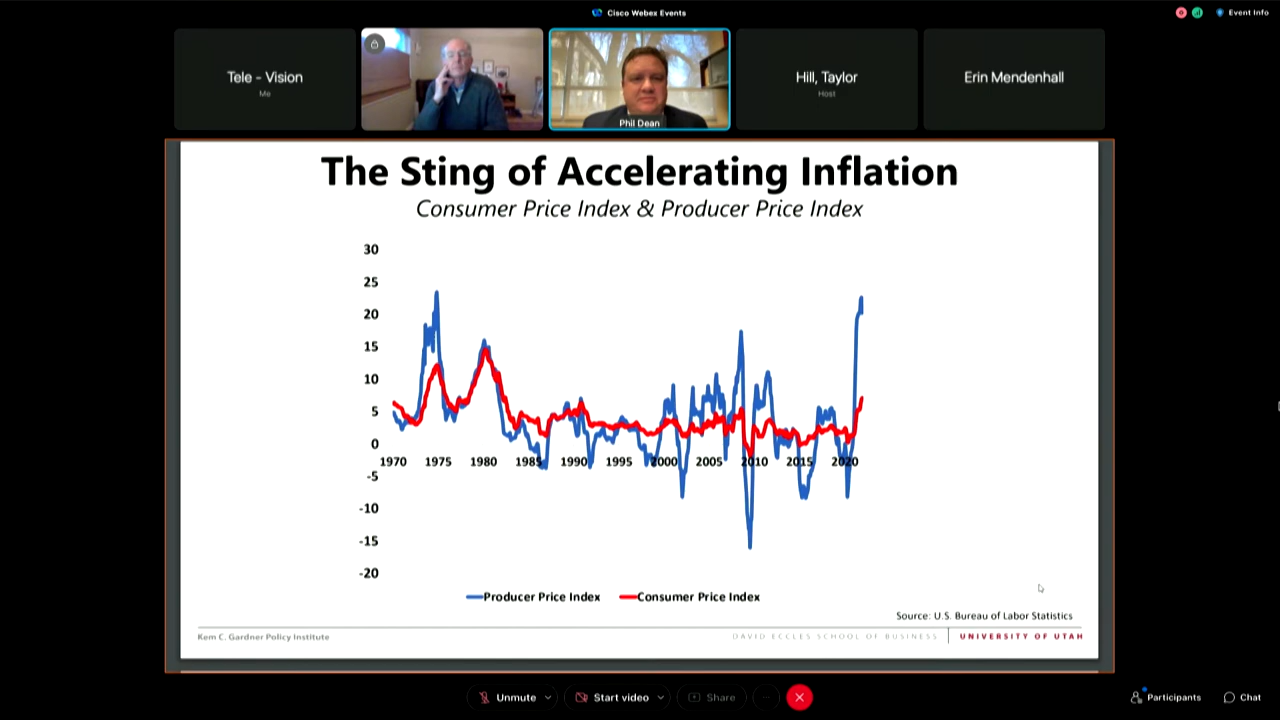 Cisco Webex Events
Event Info
Tele - Vision
Me
Phil Dean
Hill, Taylor
Host
Erin Mendenhall
The Sting of Accelerating Inflation
Consumer Price Index & Producer Price Index
30
25
20
15
10
5
0
1970 1975 1980 1985 1990 1995 2000 2005 2010 2015 2020
-5
-10
-15
-20
Producer Price Index Consumer Price Index
Source: U.S. Bureau of Labor Statistics
Kem C. Gardner Policy Institute
DAVID ECCLES SCHOOL OF BUSINESS UNIVERSITY OF UTAH
Unmute Start video Share
Participants Chat